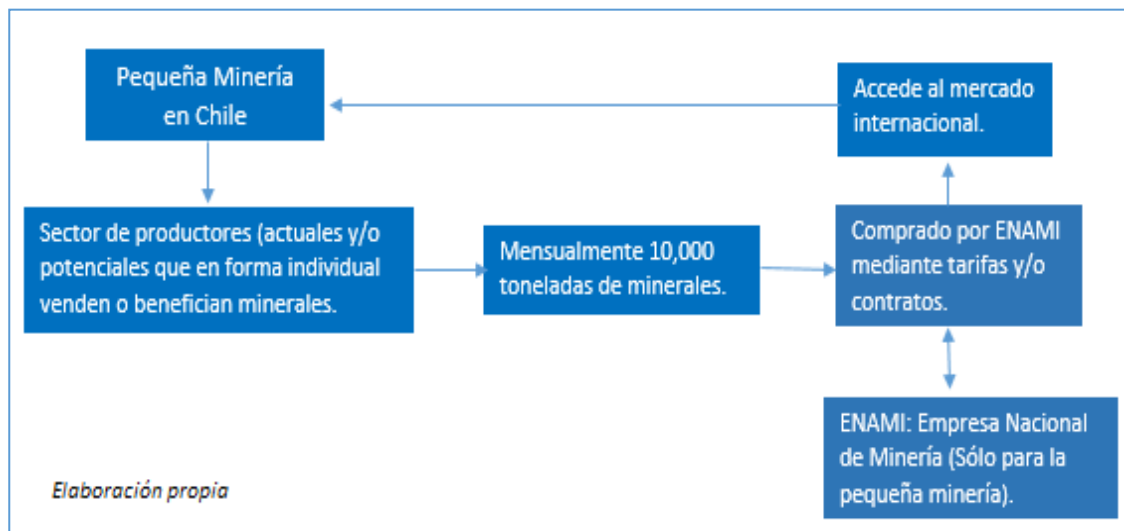 Pequeña Minería
en Chile
Accede al mercado
internacional.
Sector de productores (actuales y/o
potenciales que en forma individual
venden o benefician minerales.
Mensualmente 10,000
toneladas de minerales.
Comprado por ENAMI
mediante tarifas y/o
contratos.
ENAMI: Empresa Nacional
de Minería (Sólo para la
pequeña minería).
Elaboración propia